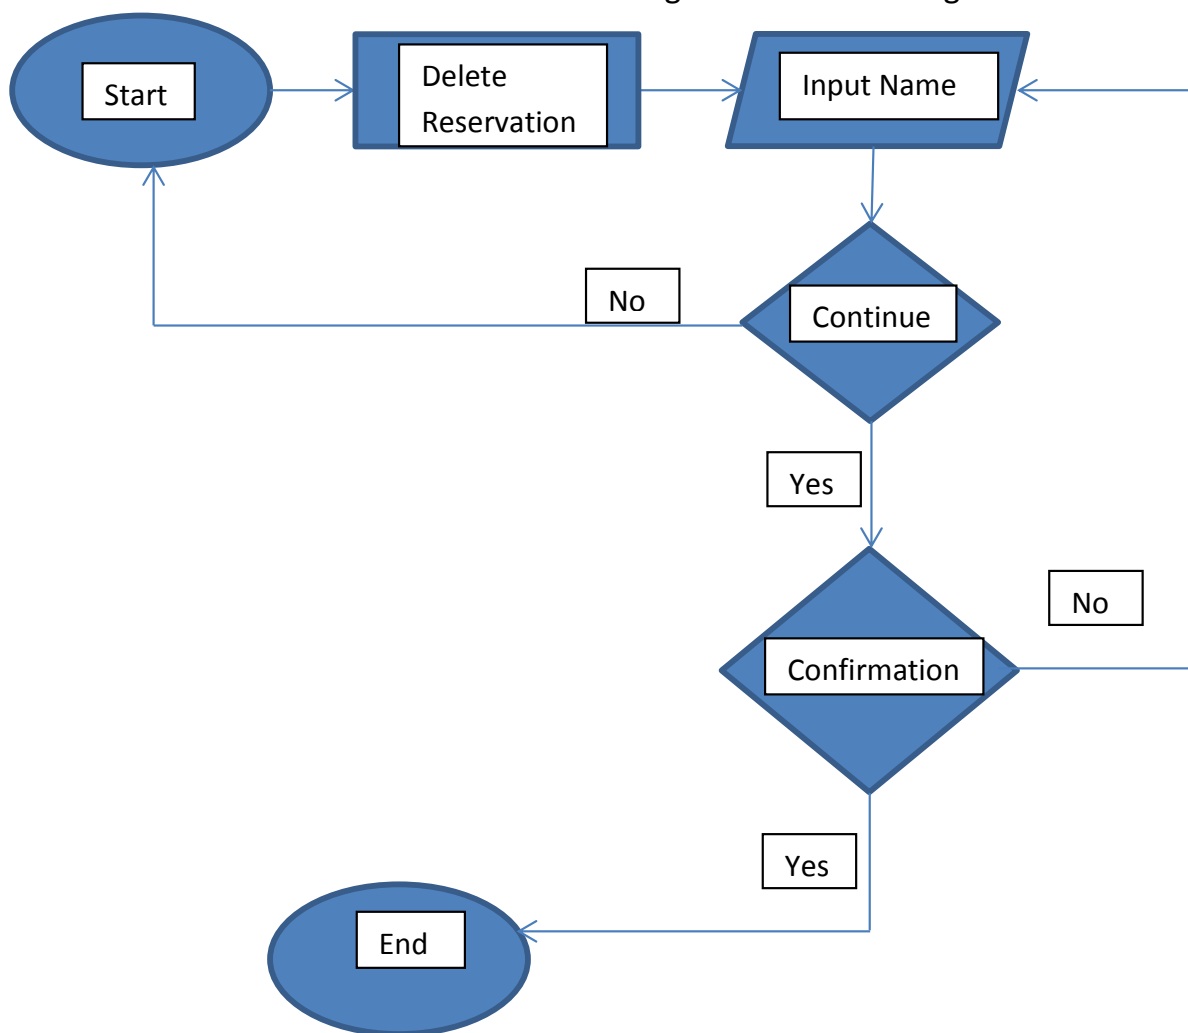 Start
Delete
Reservation
Input Name
No
Continue
Yes
No
Confirmation
Yes
End